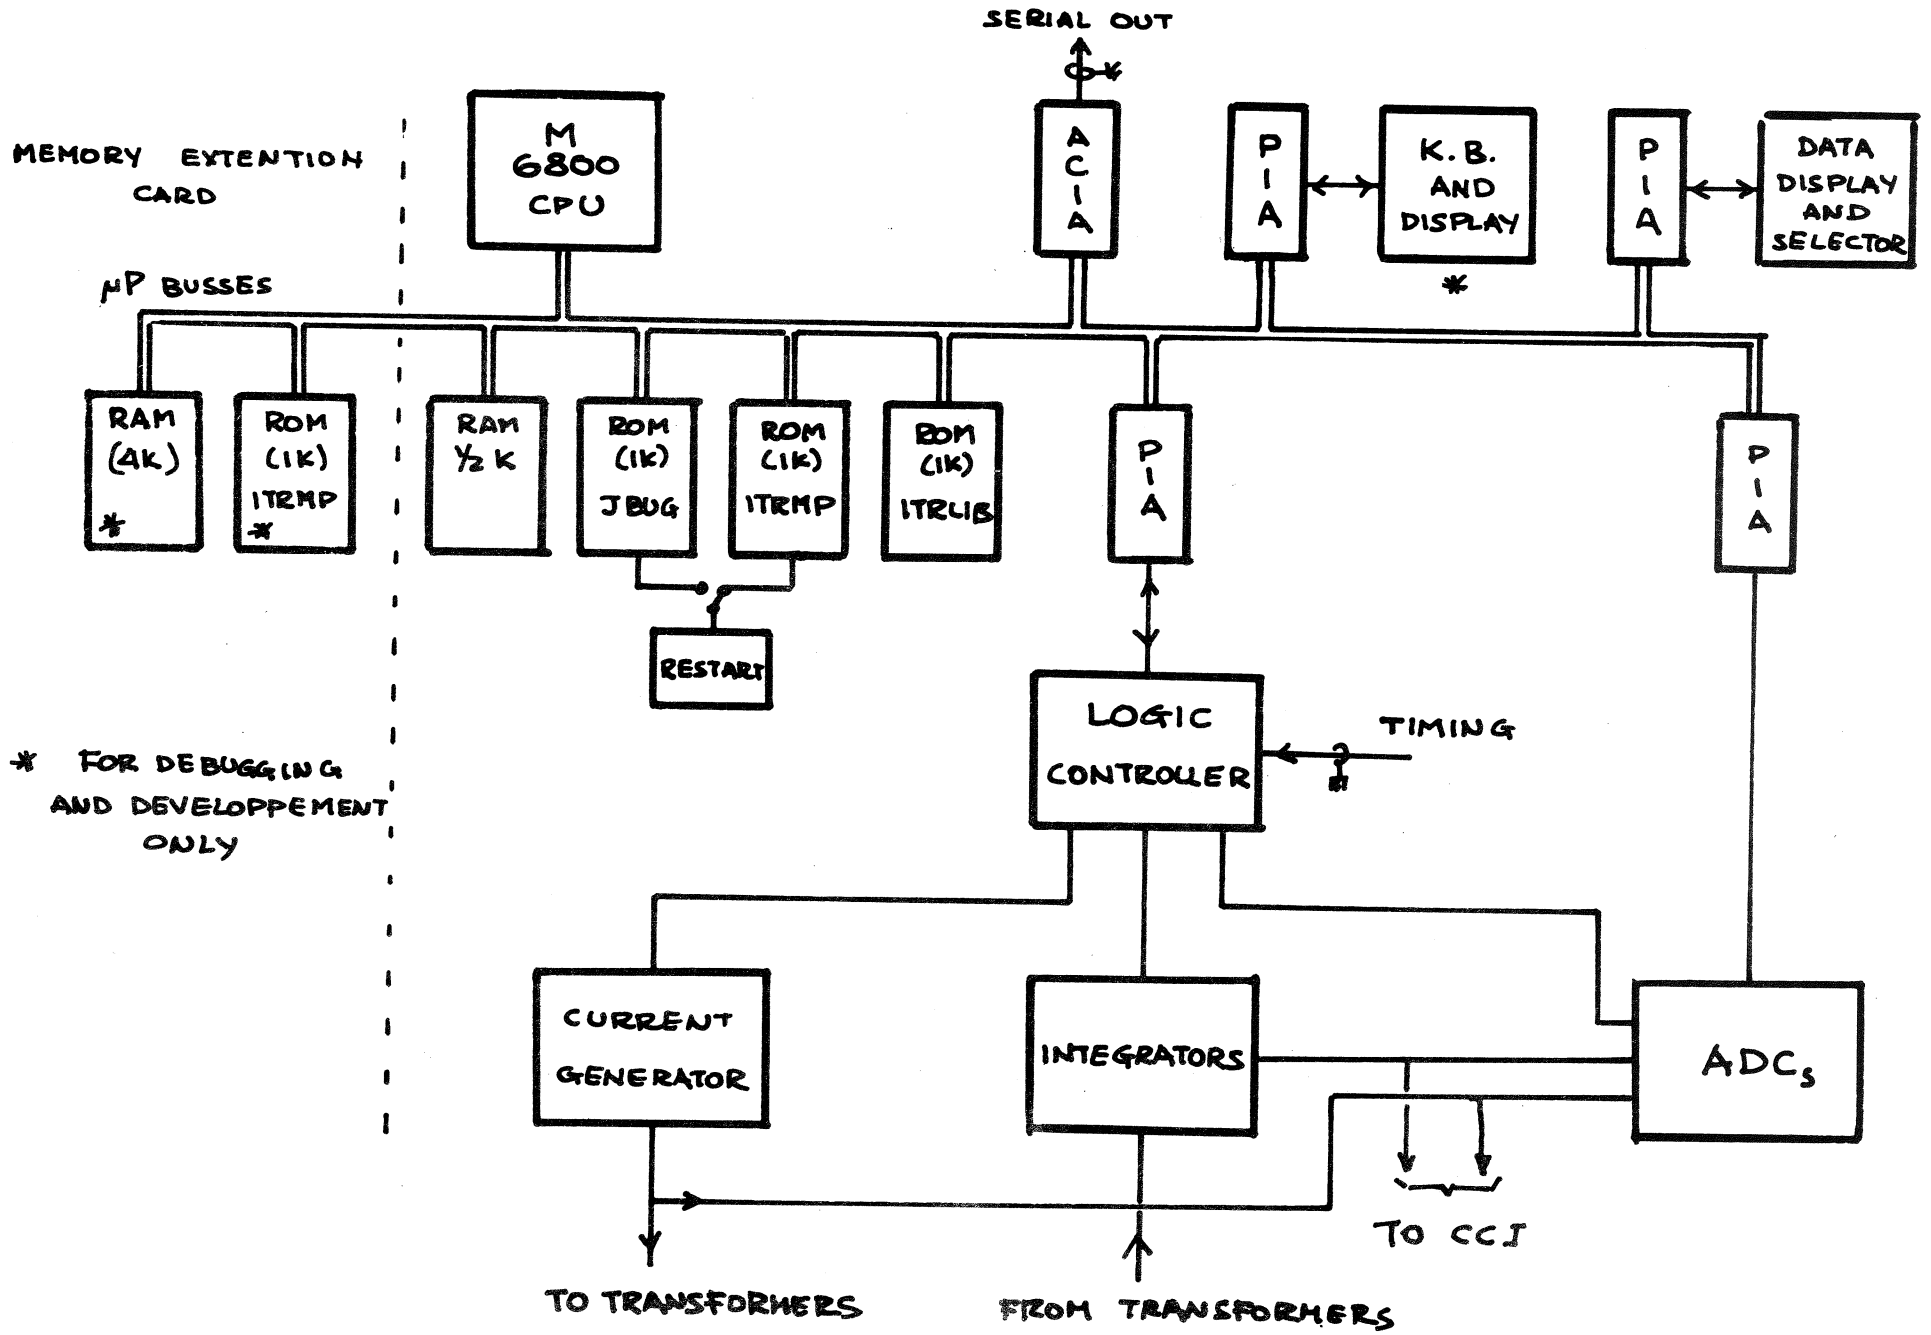 SERIAL OUT
*
M
6800
CPU
A
C
I
A
P
I
A
K.B.
AND
DISPLAY
*
P
I
A
DATA
DISPLAY
AND
SELECTOR
MEMORY EXTENTION
CARD
µP BUSSES
RAM
(4K)
*
ROM
(1K)
ITRMP
*
RAM
1/2 K
ROM
(1K)
JBUG
ROM
(1K)
ITRMP
ROM
(1K)
ITRLIB
P
I
A
P
I
A
RESTART
LOGIC
CONTROLLER
TIMING
* FOR DEBUGGING
AND DEVELOPPEMENT
ONLY
CURRENT
GENERATOR
INTEGRATORS
ADCs
TO CCI
TO TRANSFORMERS
FROM TRANSFORMERS